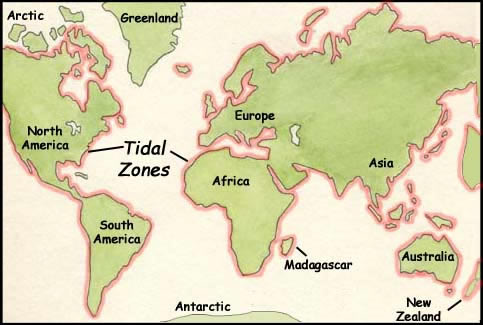 Arctic
Greenland
North
America
Tidal
Zones
Europe
Asia
Africa
South
America
Madagascar
Australia
New
Zealand
Antarctic